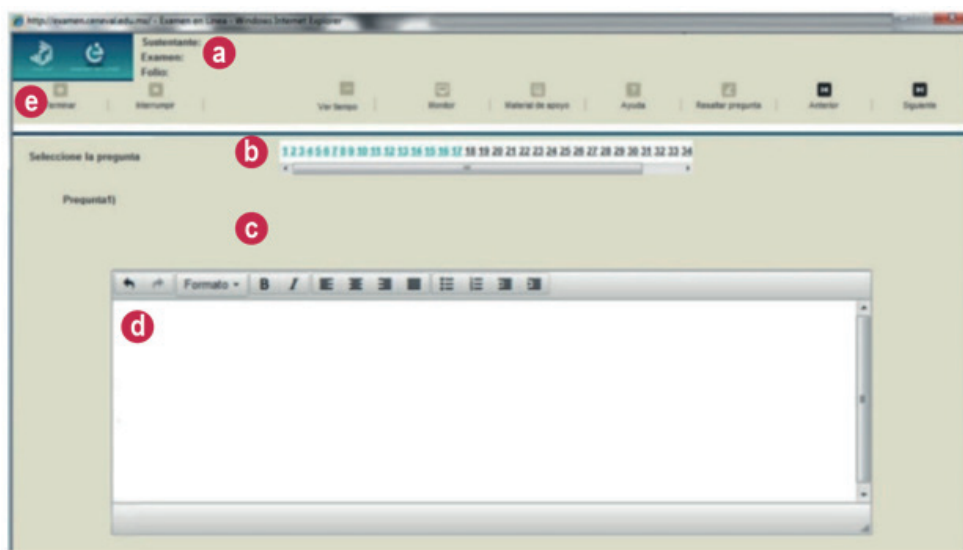 http://examen.ceneval.edu.mx/ - Examen en Línea - Windows Internet Explorer
Sustentante:
a
Examen:
Folio:
e
Terminar Interrumpir Ver tiempo Monitor Material de apoyo Ayuda Resaltar pregunta Anterior Siguiente
Seleccione la pregunta b 1 2 3 4 5 6 7 8 9 10 11 12 13 14 15 16 17 18 19 20 21 22 23 24 25 26 27 28 29 30 31 32 33 34
Pregunta1)
c
Formato B I
d